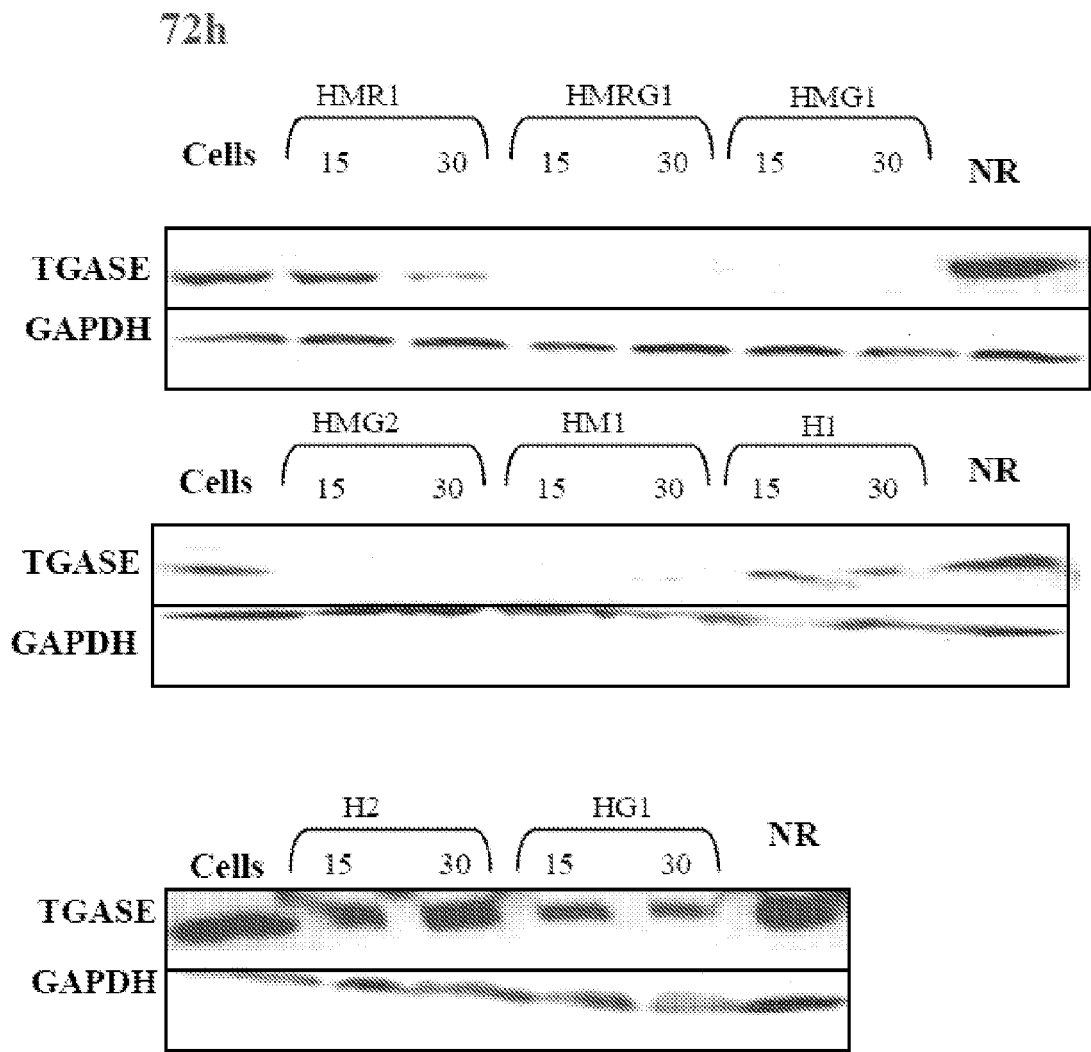 72h
HMR1 HMRG1 HMG1
Cells 15 30 15 30 15 30 NR
TGASE
GAPDH
HMG2 HM1 H1
Cells 15 30 15 30 15 30 NR
TGASE
GAPDH
H2 HG1
Cells 15 30 15 30 NR
TGASE
GAPDH